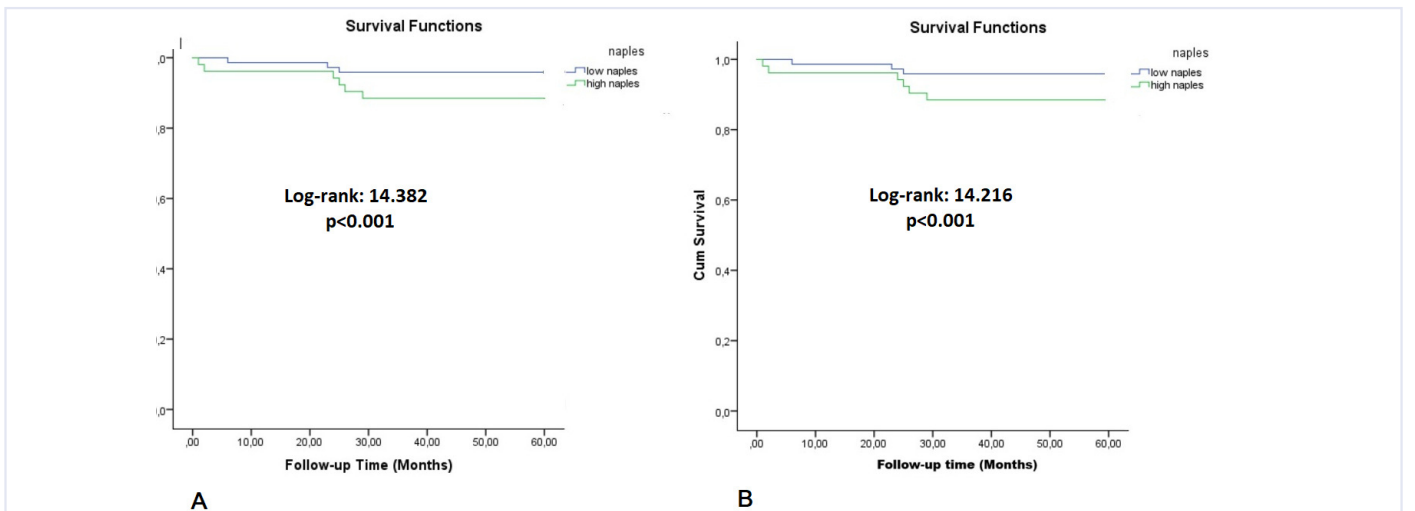 Survival Functions
naples
low naples
high naples
,0
,8
,6
,4
,2
,0
Log-rank: 14.382
p<0.001
,00 10,00 20,00 30,00 40,00 50,00 60,00
Follow-up Time (Months)
A
Survival Functions
naples
low naples
high naples
Cum Survival
1,0
0,8
0,6
0,4
0,2
0,0
Log-rank: 14.216
p<0.001
,00 10,00 20,00 30,00 40,00 50,00 60,00
Follow-up time (Months)
B